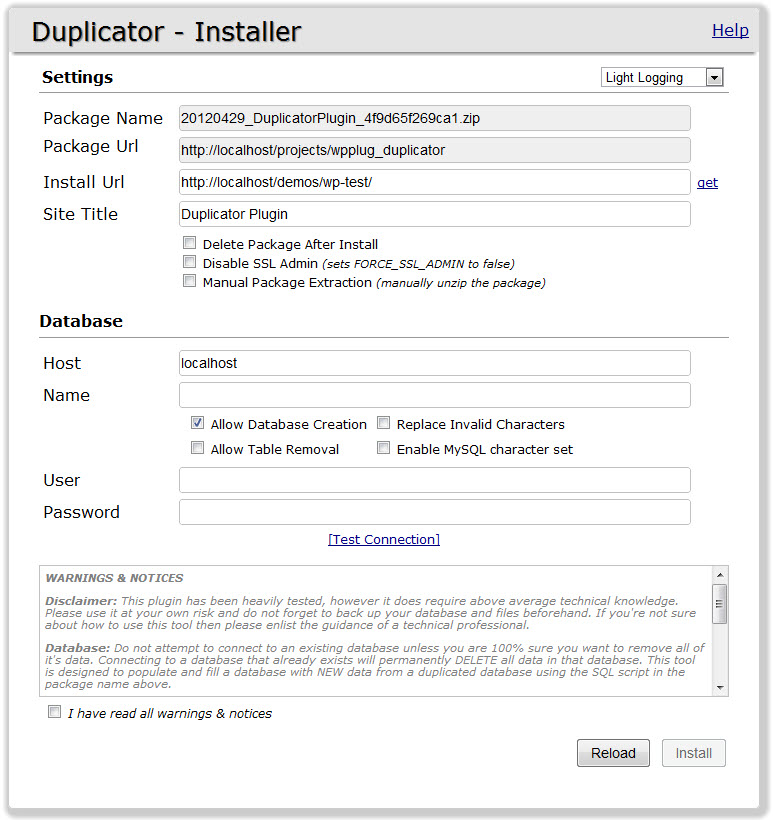 Duplicator - Installer
Help
Settings
Light Logging
Package Name
20120429_DuplicatorPlugin_4f9d65f269ca1.zip
Package Url
http://localhost/projects/wpplug_duplicator
Install Url
http://localhost/demos/wp-test/
get
Site Title
Duplicator Plugin
Delete Package After Install
Disable SSL Admin (sets FORCE_SSL_ADMIN to false)
Manual Package Extraction (manually unzip the package)
Database
Host
localhost
Name
Allow Database Creation
Replace Invalid Characters
Allow Table Removal
Enable MySQL character set
User
Password
[Test Connection]
WARNINGS & NOTICES
Disclaimer: This plugin has been heavily tested, however it does require above average technical knowledge.
Please use it at your own risk and do not forget to back up your database and files beforehand. If you're not sure
about how to use this tool then please enlist the guidance of a technical professional.
Database: Do not attempt to connect to an existing database unless you are 100% sure you want to remove all of
it's data. Connecting to a database that already exists will permanently DELETE all data in that database. This tool
is designed to populate and fill a database with NEW data from a duplicated database using the SQL script in the
package name above.
I have read all warnings & notices
Reload
Install